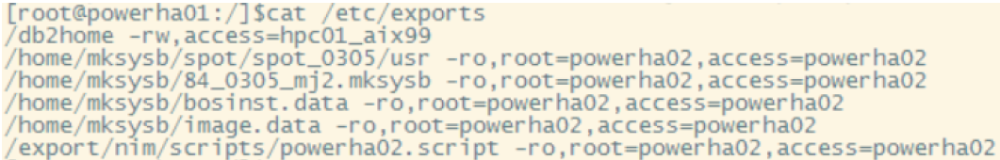 [root@powerha01:/]$cat /etc/exports
/db2home -rw,access=hpc01_aix99
/home/mksysb/spot/spot_0305/usr -ro,root=powerha02,access=powerha02
/home/mksysb/84_0305_mj2.mksysb -ro,root=powerha02,access=powerha02
/home/mksysb/bosinst.data -ro,root=powerha02,access=powerha02
/home/mksysb/image.data -ro,root=powerha02,access=powerha02
/export/nim/scripts/powerha02.script -ro,root=powerha02,access=powerha02